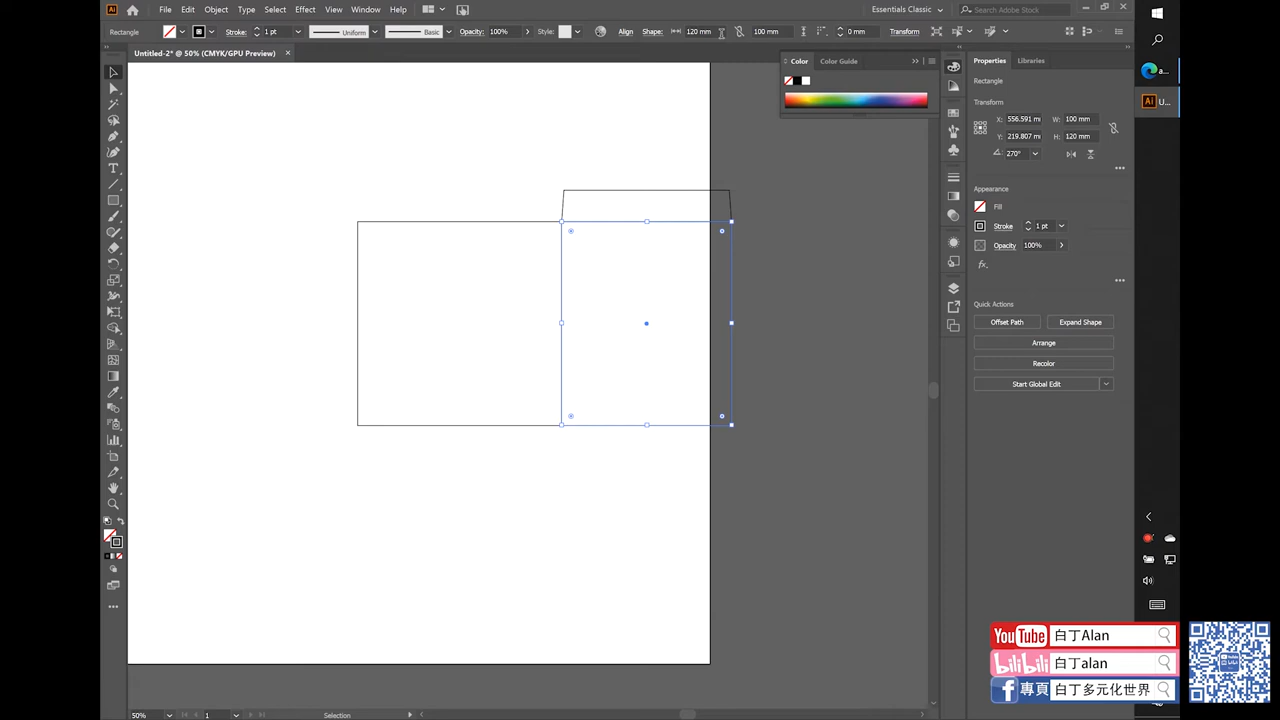 Ai File Edit Object Type Select Effect View Window Help Essentials Classic Search Adobe Stock
Rectangle Stroke: 1 pt Uniform Basic Opacity: 100% Style: Align Shape: 120 mm 100 mm 0 mm Transform
Untitled-2* @ 50% (CMYK/GPU Preview)
Color Color Guide
Properties Libraries
Rectangle
Transform
X: 556.591 mi W: 100 mm
Y: 219.807 mi H: 120 mm
270°
Appearance
Fill
Stroke 1 pt
Opacity 100%
fx.
Quick Actions
Offset Path Expand Shape
Arrange
Recolor
Start Global Edit
a...
Ai U...
YouTube 白丁Alan
bilibili 白丁alan
f 專頁 白丁多元化世界
50% 1 Selection